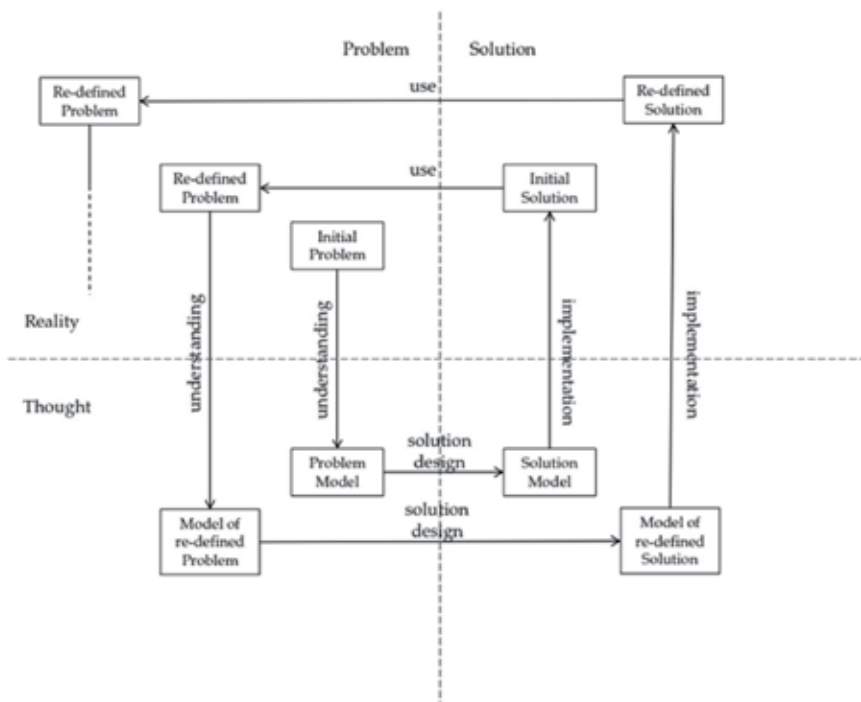 Problem
Solution
Re-defined
Problem
use
Re-defined
Solution
Re-defined
Problem
use
Initial
Solution
Initial
Problem
Reality
understanding
understanding
implementation
implementation
Thought
solution
design
Problem
Model
Solution
Model
solution
design
Model of
re-defined
Problem
Model of
re-defined
Solution